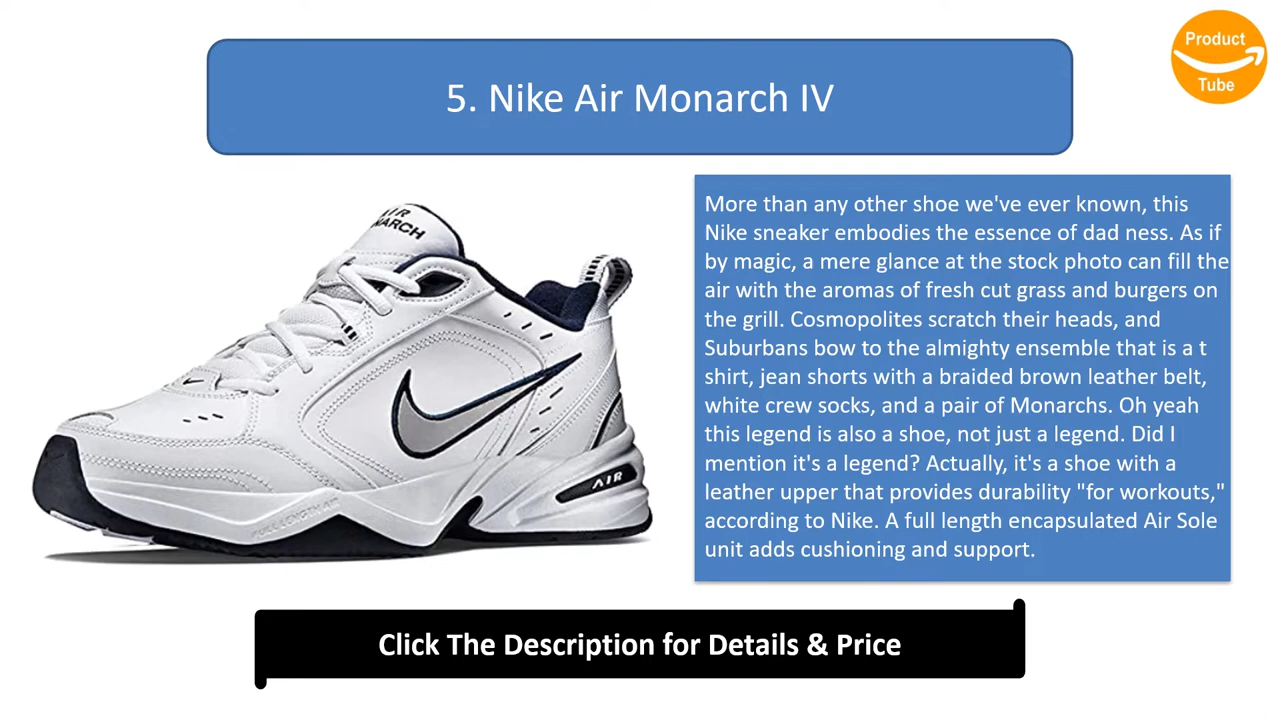 Product
Tube
5. Nike Air Monarch IV
AIR
MONARCH
AIR
FULL LENGTH AIR
More than any other shoe we've ever known, this
Nike sneaker embodies the essence of dad ness. As if
by magic, a mere glance at the stock photo can fill the
air with the aromas of fresh cut grass and burgers on
the grill. Cosmopolites scratch their heads, and
Suburbans bow to the almighty ensemble that is a t
shirt, jean shorts with a braided brown leather belt,
white crew socks, and a pair of Monarchs. Oh yeah
this legend is also a shoe, not just a legend. Did I
mention it's a legend? Actually, it's a shoe with a
leather upper that provides durability "for workouts,"
according to Nike. A full length encapsulated Air Sole
unit adds cushioning and support.
Click The Description for Details & Price